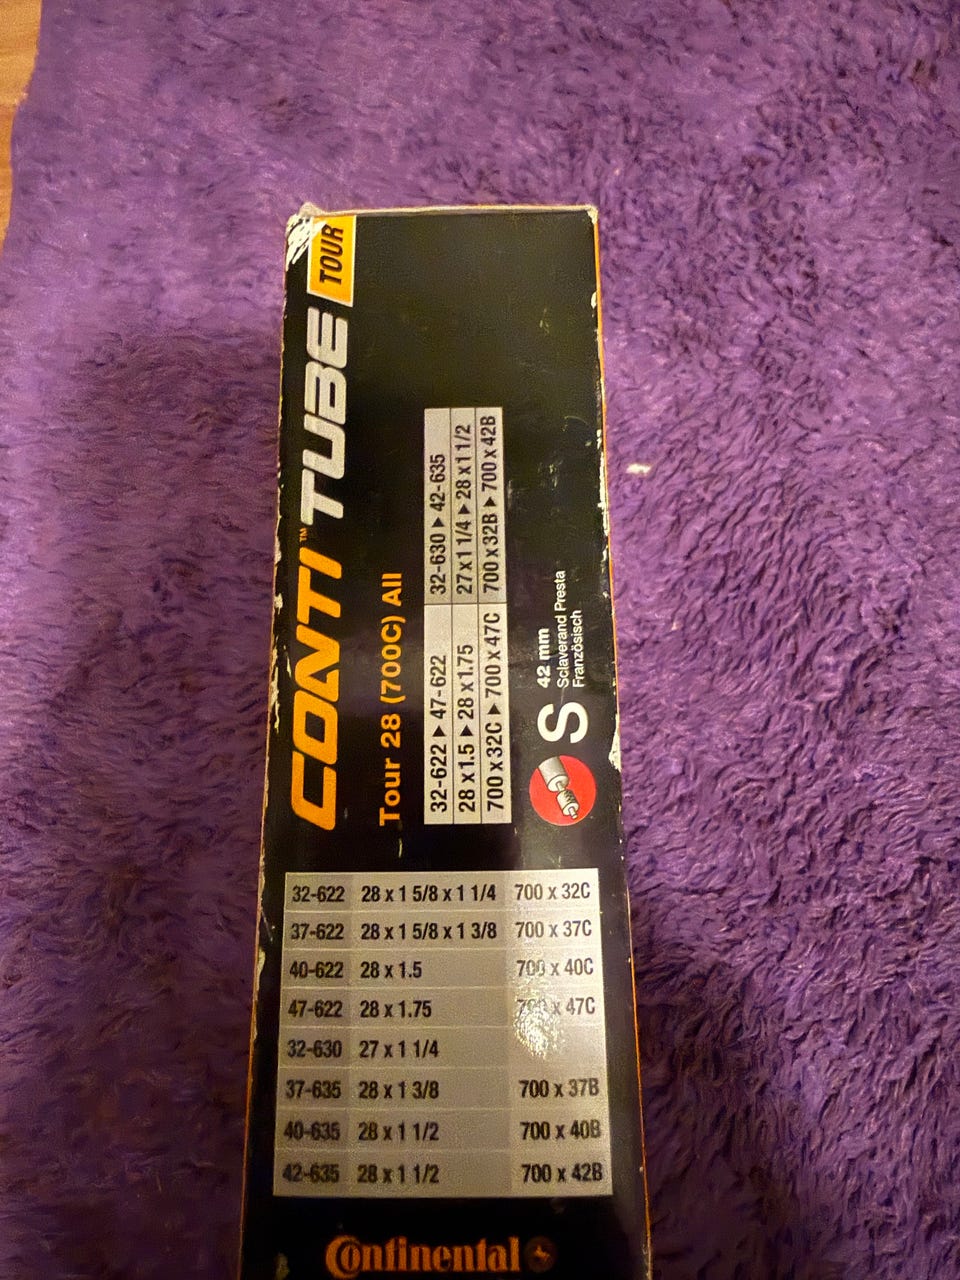 CONTI™ TUBE TOUR
Tour 28 (700C) All
32-622 ▶ 47-622 32-630 ▶ 42-635
28 x 1.5 ▶ 28 x 1.75 27 x 1 1/4 ▶ 28 x 1 1/2
700 x 32C ▶ 700 x 47C 700 x 32B ▶ 700 x 42B
S 42 mm
Sclaverand Presta
Französisch
32-622 28 x 1 5/8 x 1 1/4 700 x 32C
37-622 28 x 1 5/8 x 1 3/8 700 x 37C
40-622 28 x 1.5 700 x 40C
47-622 28 x 1.75 700 x 47C
32-630 27 x 1 1/4
37-635 28 x 1 3/8 700 x 37B
40-635 28 x 1 1/2 700 x 40B
42-635 28 x 1 1/2 700 x 42B
Continental